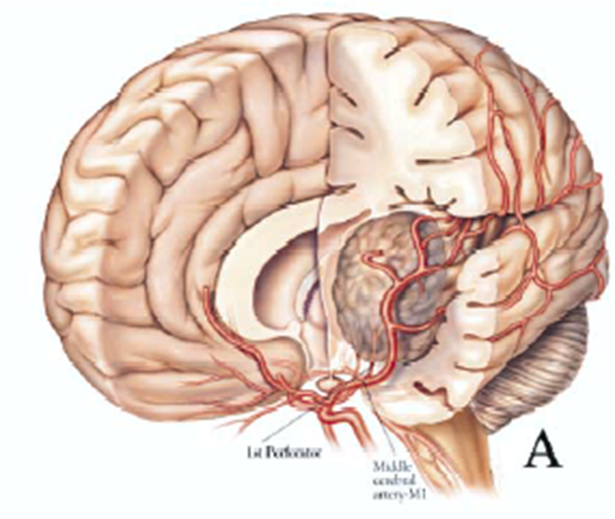 1st Perforator
Middle
cerebral
artery-M1
A